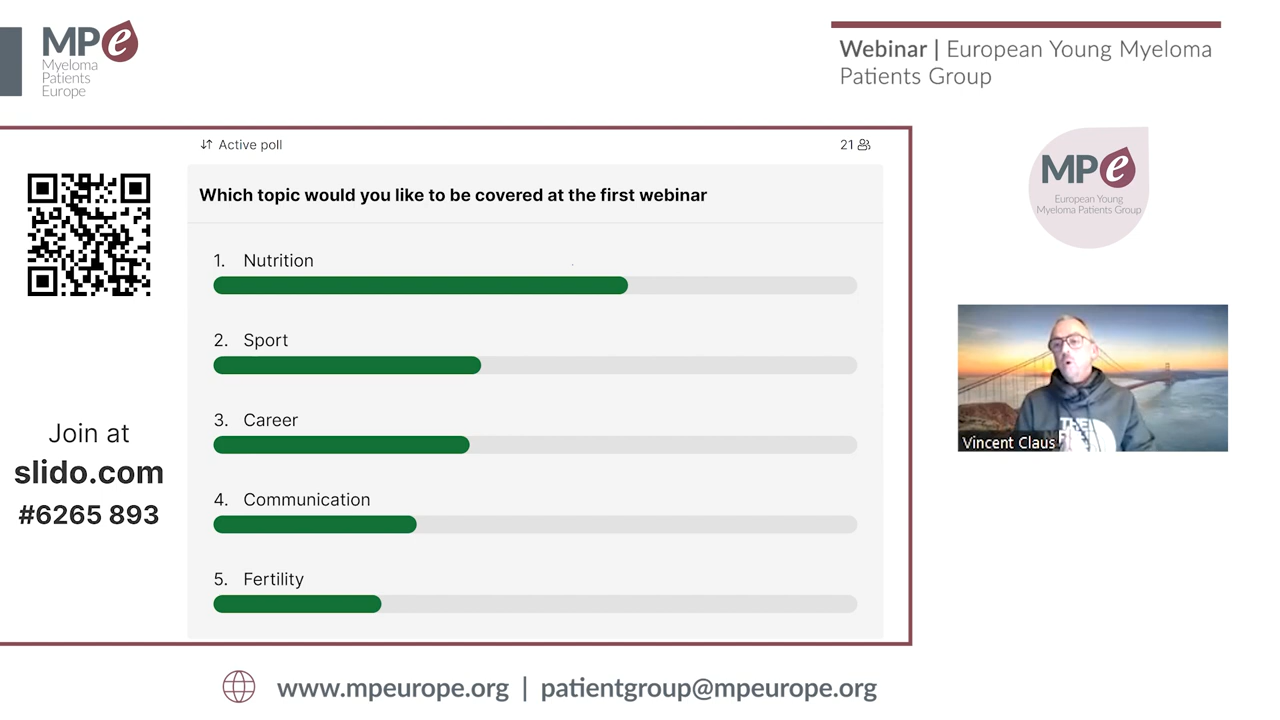 MPe
Myeloma
Patients
Europe
Webinar | European Young Myeloma
Patients Group
Active poll
21
Which topic would you like to be covered at the first webinar
1. Nutrition
2. Sport
3. Career
4. Communication
5. Fertility
Join at
slido.com
#6265 893
MPe
European Young
Myeloma Patients Group
THE
Vincent Claus
www.mpeurope.org | patientgroup@mpeurope.org